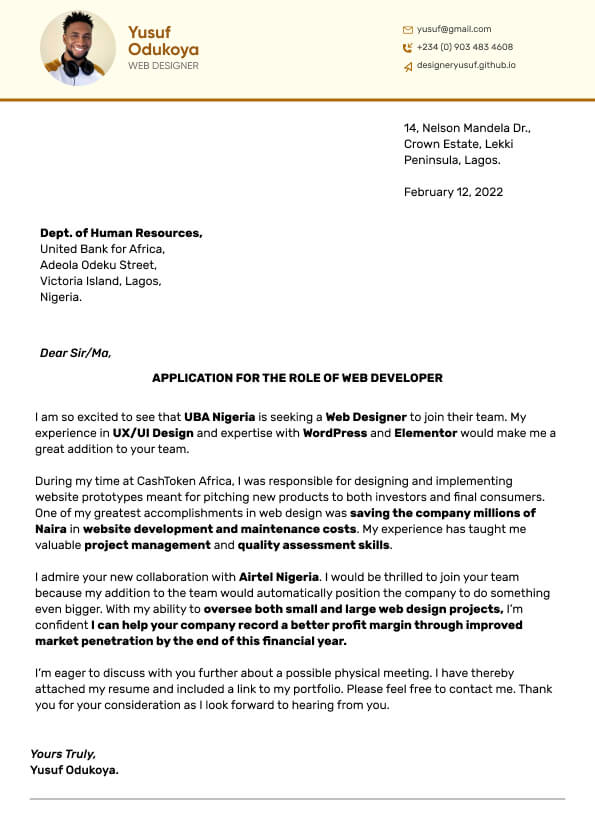 Yusuf
Odukoya
WEB DESIGNER
yusuf@gmail.com
+234 (0) 903 483 4608
designeryusuf.github.io
14, Nelson Mandela Dr.,
Crown Estate, Lekki
Peninsula, Lagos.
February 12, 2022
Dept. of Human Resources,
United Bank for Africa,
Adeola Odeku Street,
Victoria Island, Lagos,
Nigeria.
Dear Sir/Ma,
APPLICATION FOR THE ROLE OF WEB DEVELOPER
I am so excited to see that UBA Nigeria is seeking a Web Designer to join their team. My
experience in UX/UI Design and expertise with WordPress and Elementor would make me a
great addition to your team.
During my time at CashToken Africa, I was responsible for designing and implementing
website prototypes meant for pitching new products to both investors and final consumers.
One of my greatest accomplishments in web design was saving the company millions of
Naira in website development and maintenance costs. My experience has taught me
valuable project management and quality assessment skills.
I admire your new collaboration with Airtel Nigeria. I would be thrilled to join your team
because my addition to the team would automatically position the company to do something
even bigger. With my ability to oversee both small and large web design projects, I'm
confident I can help your company record a better profit margin through improved
market penetration by the end of this financial year.
I'm eager to discuss with you further about a possible physical meeting. I have thereby
attached my resume and included a link to my portfolio. Please feel free to contact me. Thank
you for your consideration as I look forward to hearing from you.
Yours Truly,
Yusuf Odukoya.